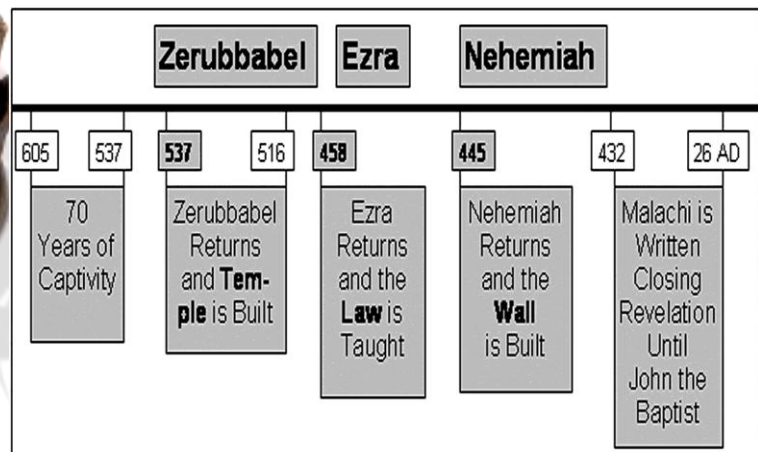 Zerubbabel Ezra Nehemiah
605 537 537 516 458 445 432 26 AD
70
Years of
Captivity
Zerubbabel
Returns
and Tem-
ple is Built
Ezra
Returns
and the
Law is
Taught
Nehemiah
Returns
and the
Wall
is Built
Malachi is
Written
Closing
Revelation
Until
John the
Baptist